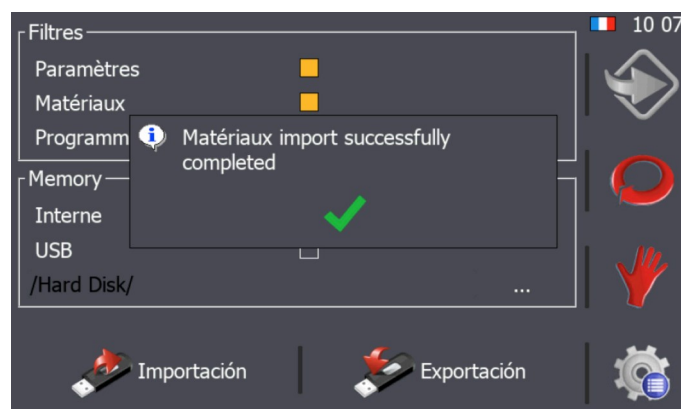 10 07
Filtres
Paramètres
Matériaux
Programm
Matériaux import successfully
completed
Memory
Interne
USB
/Hard Disk/
...
Importación
Exportación